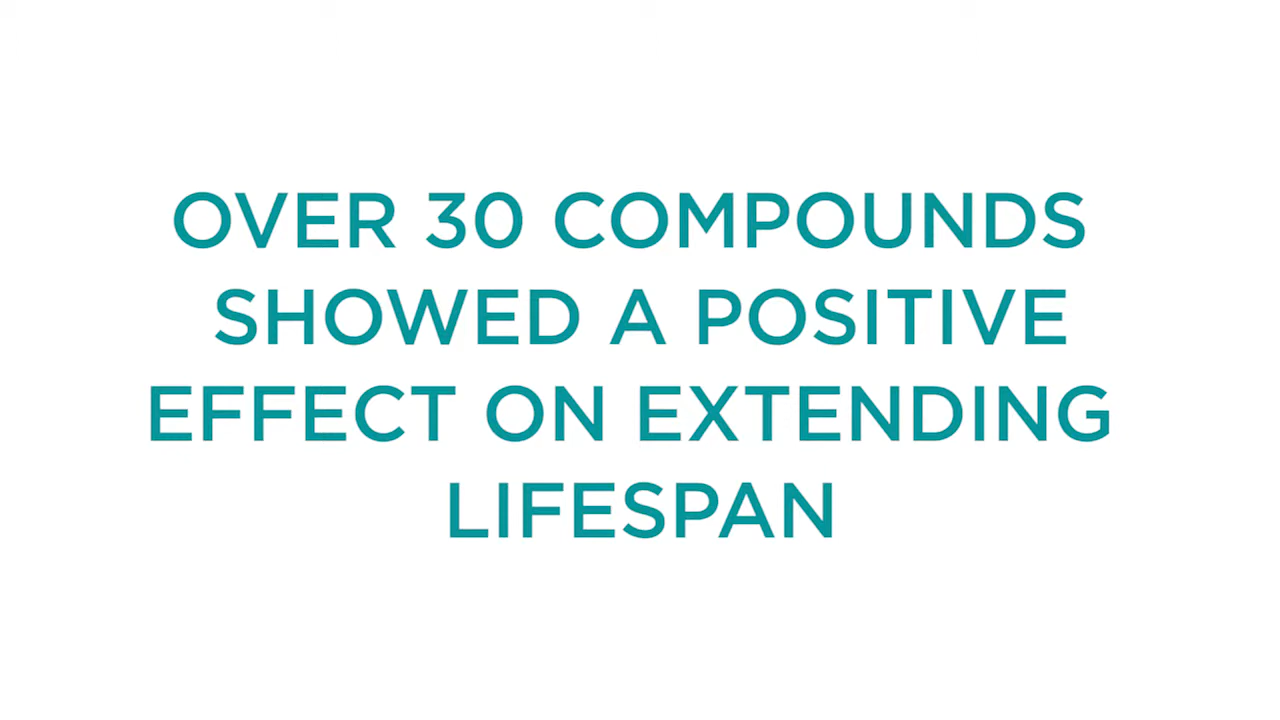 OVER 30 COMPOUNDS
SHOWED A POSITIVE
EFFECT ON EXTENDING
LIFESPAN